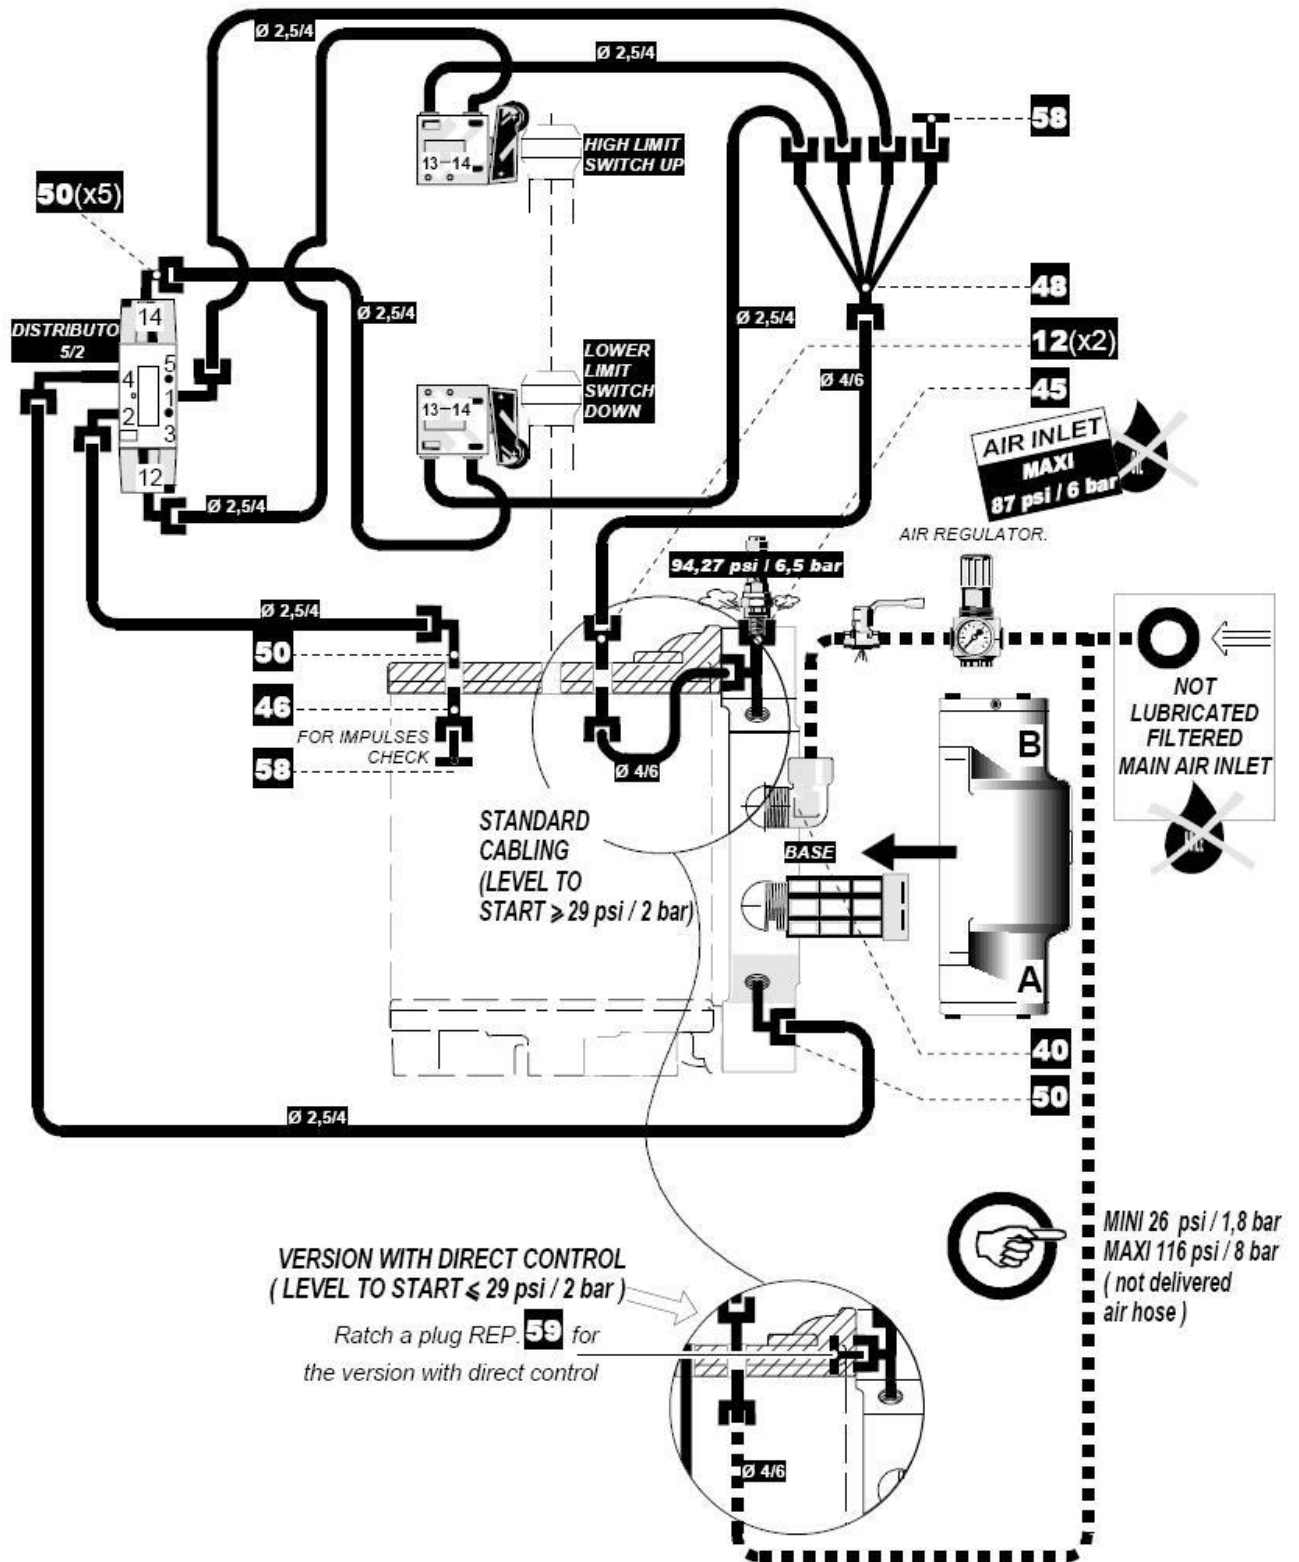 Ø 2,5/4
Ø 2,5/4
58
HIGH LIMIT
SWITCH UP
13-14
50(x5)
48
14
Ø 2,5/4
Ø 2,5/4
DISTRIBUTO
5/2
LOWER
LIMIT
SWITCH
DOWN
12(x2)
5
4
1
2
3
12
13-14
Ø 4/6
45
AIR INLET
MAXI
87 psi / 6 bar
Ø 2,5/4
AIR REGULATOR.
94,27 psi / 6,5 bar
Ø 2,5/4
50
46
FOR IMPULSES
CHECK
58
Ø 4/6
NOT
LUBRICATED
FILTERED
MAIN AIR INLET
B
STANDARD
CABLING
(LEVEL TO
START ⩾ 29 psi / 2 bar)
BASE
A
40
50
Ø 2,5/4
MINI 26 psi / 1,8 bar
MAXI 116 psi / 8 bar
( not delivered
air hose )
VERSION WITH DIRECT CONTROL
( LEVEL TO START ⩽ 29 psi / 2 bar )
Ratch a plug REP. 59 for
the version with direct control
Ø 4/6